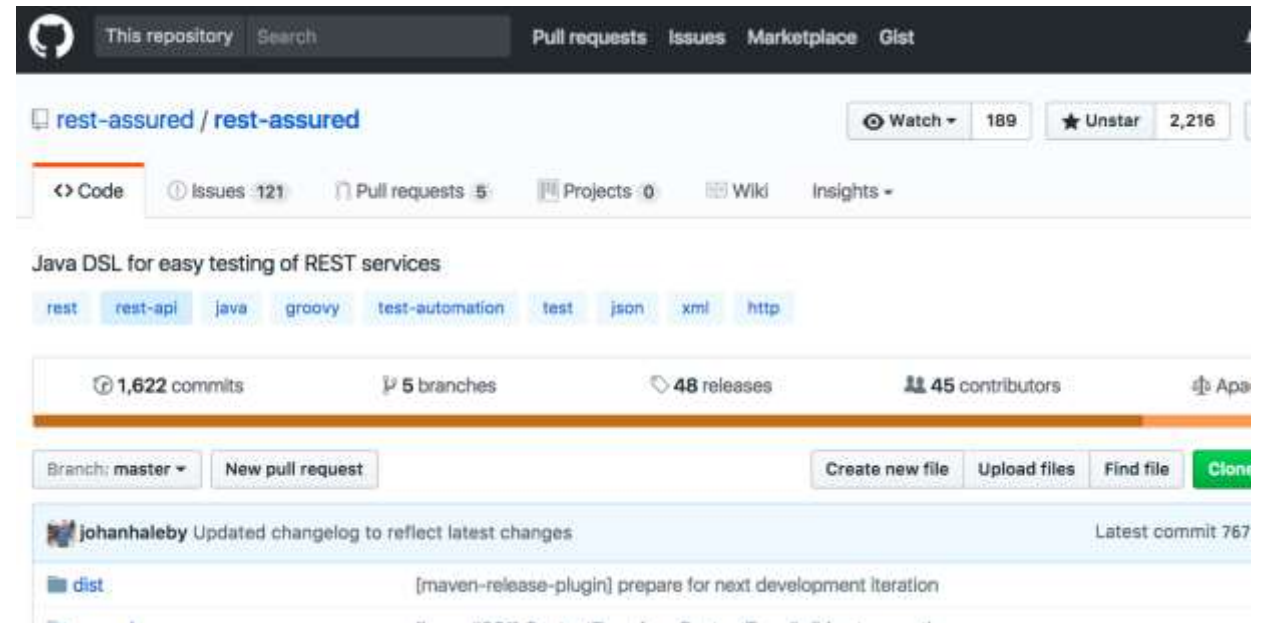 This repository Search Pull requests Issues Marketplace Gist
rest-assured / rest-assured Watch 189 Unstar 2,216
<> Code Issues 121 Pull requests 5 Projects 0 Wiki Insights
Java DSL for easy testing of REST services
rest rest-api java groovy test-automation test json xml http
1,622 commits 5 branches 48 releases 45 contributors Apa
Branch: master New pull request Create new file Upload files Find file Clone
johanhaleby Updated changelog to reflect latest changes Latest commit 767
dist [maven-release-plugin] prepare for next development iteration